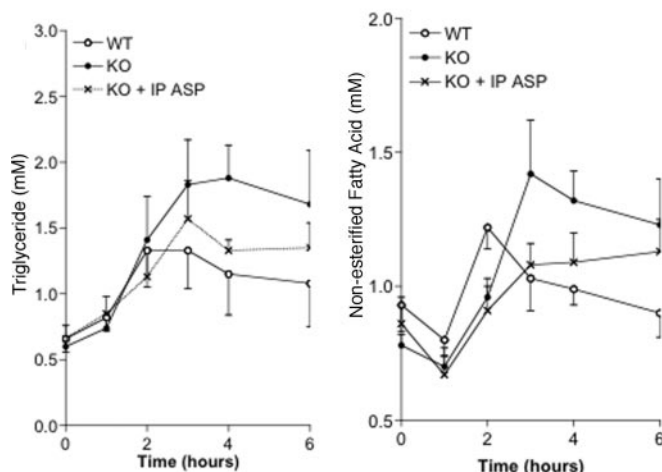 Triglyceride (mM)
3.0
2.5
2.0
1.5
1.0
0.5
0.0
WT
KO
KO + IP ASP
0
2
4
6
Time (hours)
Non-esterified Fatty Acid (mM)
2.0
1.5
1.0
0.5
WT
KO
KO + IP ASP
0
1
2
3
4
5
6
Time (hours)